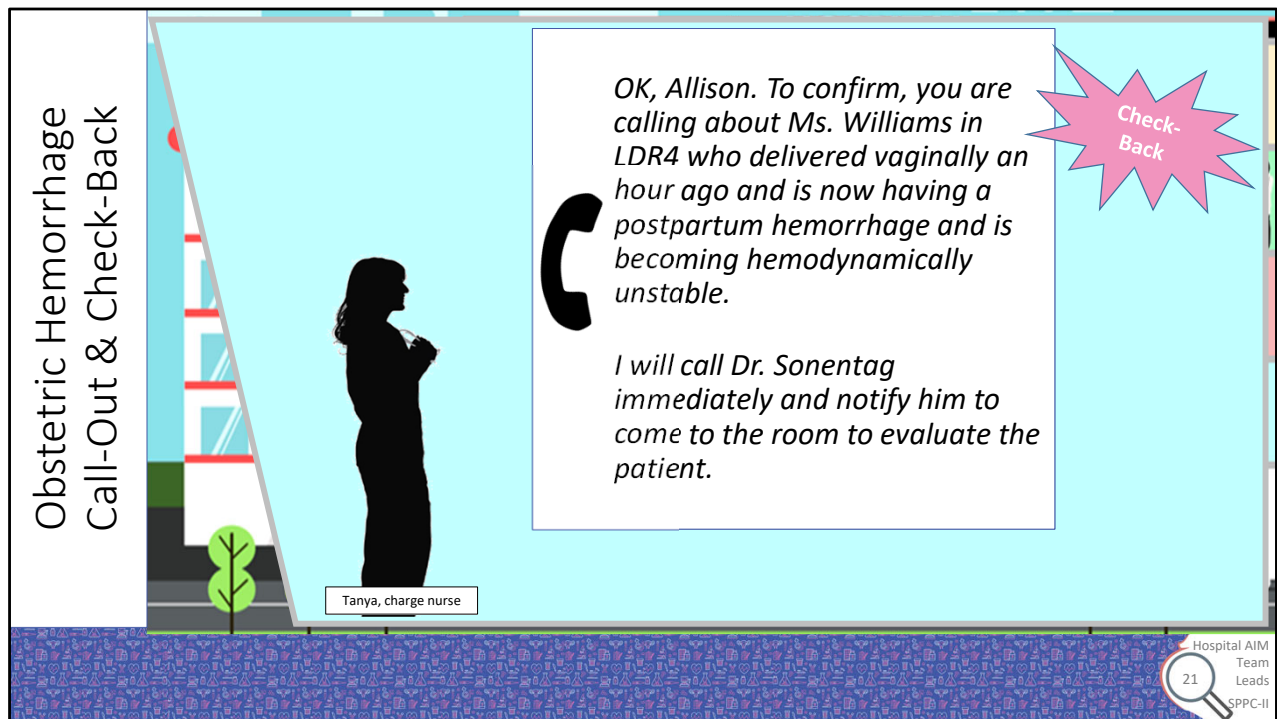 Obstetric Hemorrhage
Call-Out & Check-Back
OK, Allison. To confirm, you are
calling about Ms. Williams in
LDR4 who delivered vaginally an
hour ago and is now having a
postpartum hemorrhage and is
becoming hemodynamically
unstable.
I will call Dr. Sonentag
immediately and notify him to
come to the room to evaluate the
patient.
Check-
Back
Tanya, charge nurse
Hospital AIM
Team
21
Leads
SPPC-II